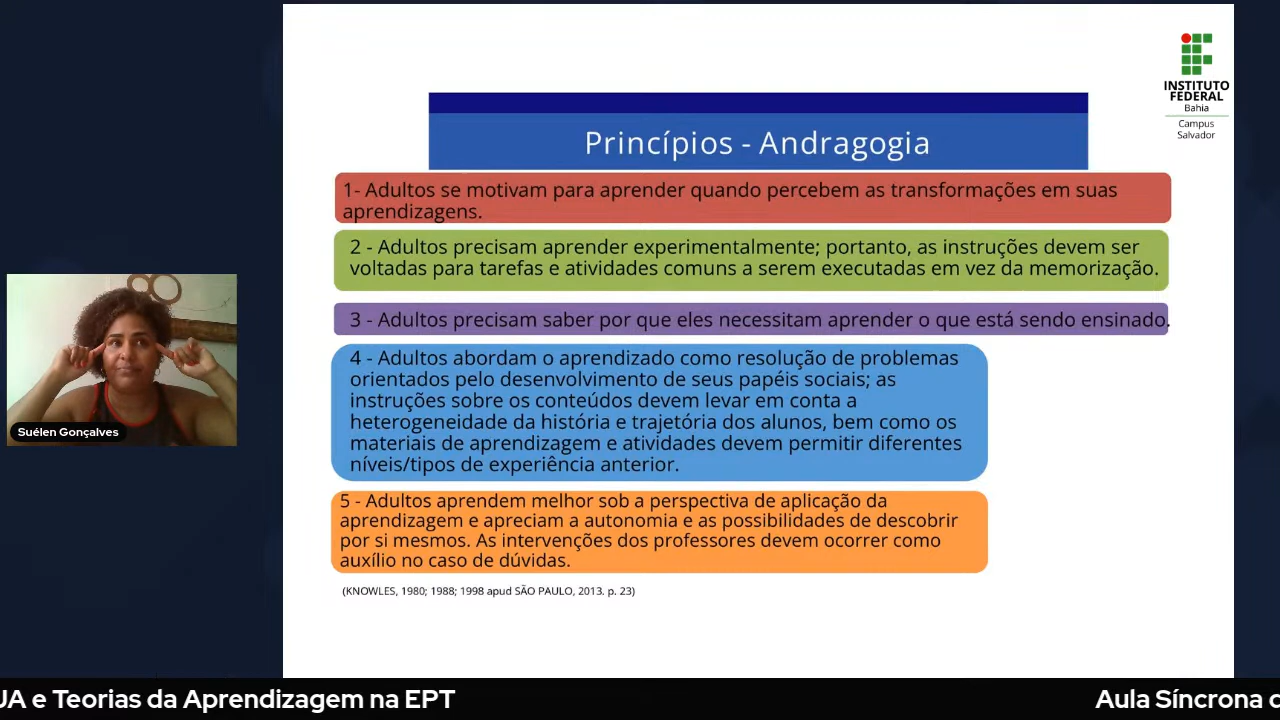 INSTITUTO
FEDERAL
Bahia
Campus
Salvador
Princípios - Andragogia
1- Adultos se motivam para aprender quando percebem as transformações em suas
aprendizagens.
2 - Adultos precisam aprender experimentalmente; portanto, as instruções devem ser
voltadas para tarefas e atividades comuns a serem executadas em vez da memorização.
3 - Adultos precisam saber por que eles necessitam aprender o que está sendo ensinado.
4 - Adultos abordam o aprendizado como resolução de problemas
orientados pelo desenvolvimento de seus papéis sociais; as
instruções sobre os conteúdos devem levar em conta a
heterogeneidade da história e trajetória dos alunos, bem como os
materiais de aprendizagem e atividades devem permitir diferentes
níveis/tipos de experiência anterior.
5 - Adultos aprendem melhor sob a perspectiva de aplicação da
aprendizagem e apreciam a autonomia e as possibilidades de descobrir
por si mesmos. As intervenções dos professores devem ocorrer como
auxílio no caso de dúvidas.
(KNOWLES, 1980; 1988; 1998 apud SÃO PAULO, 2013. p. 23)
Suélen Gonçalves
JA e Teorias da Aprendizagem na EPT
Aula Síncrona